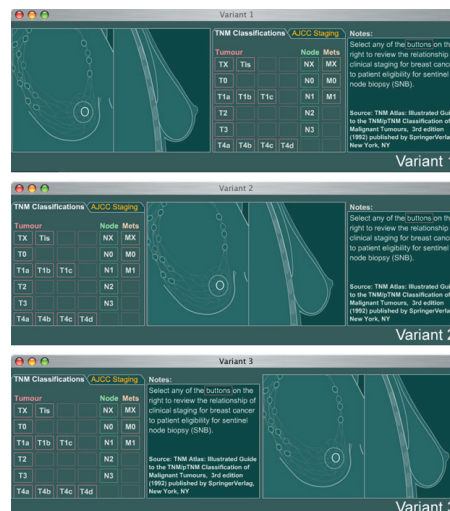 Variant 1
TNM Classifications AJCC Staging
Tumour Node Mets
TX Tis NX MX
T0 N0 M0
T1a T1b T1c N1 M1
T2 N2
T3 N3
T4a T4b T4c T4d
Notes:
Select any of the buttons on the
right to review the relationship
clinical staging for breast canc
to patient eligibility for sentinel
node biopsy (SNB).
Source: TNM Atlas: Illustrated Gui
to the TNM/pTNM Classification of
Malignant Tumours, 3rd edition
(1992) published by SpringerVerla
New York, NY
Variant 1
Variant 2
TNM Classifications AJCC Staging
Tumour Node Mets
TX Tis NX MX
T0 N0 M0
T1a T1b T1c N1 M1
T2 N2
T3 N3
T4a T4b T4c T4d
Notes:
Select any of the buttons on th
right to review the relationship
clinical staging for breast canc
to patient eligibility for sentinel
node biopsy (SNB).
Source: TNM Atlas: Illustrated Gui
to the TNM/pTNM Classification of
Malignant Tumours, 3rd edition
(1992) published by SpringerVerla
New York, NY
Variant 2
Variant 3
TNM Classifications AJCC Staging
Tumour Node Mets
TX Tis NX MX
T0 N0 M0
T1a T1b T1c N1 M1
T2 N2
T3 N3
T4a T4b T4c T4d
Notes:
Select any of the buttons on the
right to review the relationship of
clinical staging for breast cancer
to patient eligibility for sentinel
node biopsy (SNB).
Source: TNM Atlas: Illustrated Guide
to the TNM/pTNM Classification of
Malignant Tumours, 3rd edition
(1992) published by SpringerVerlag,
New York, NY